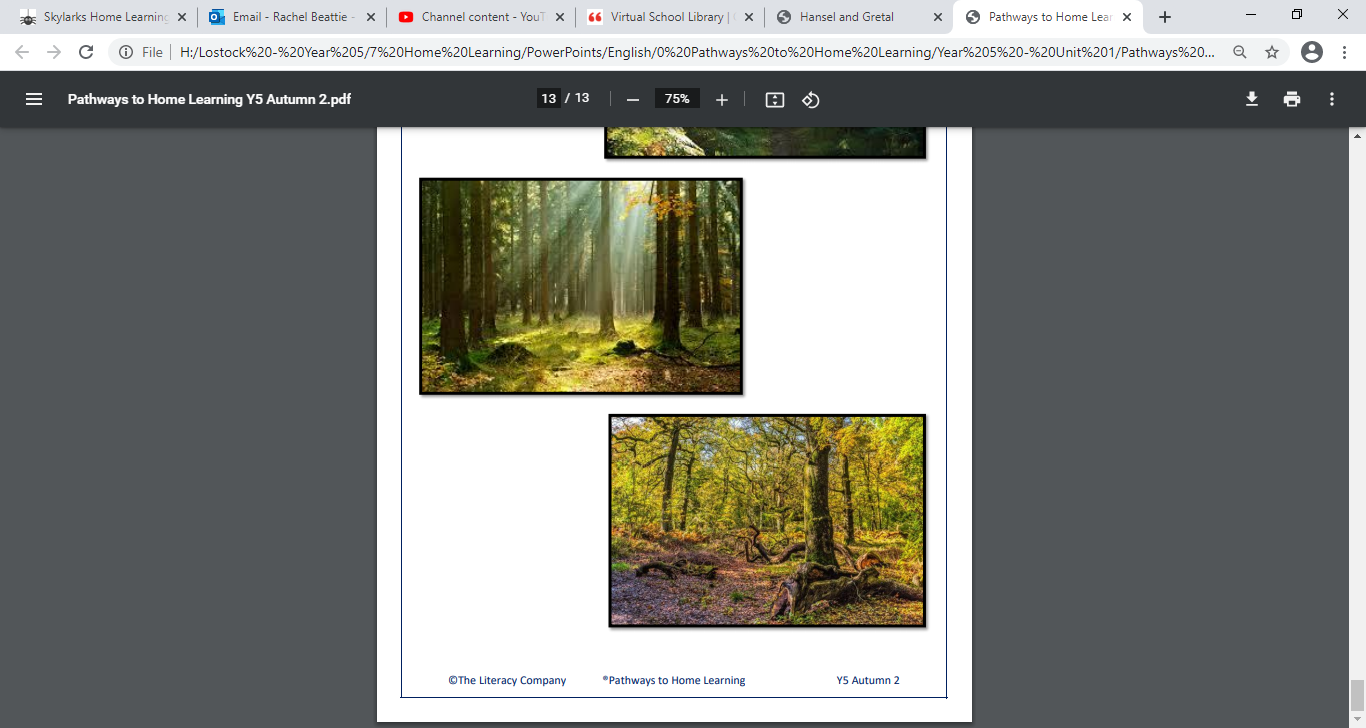 Skylarks Home Learning
Email - Rachel Beattie -
Channel content - YouT
Virtual School Library |
Hansel and Gretal
Pathways to Home Lear
File
H:/Lostock%20-%20Year%205/7%20Home%20Learning/PowerPoints/English/0%20Pathways%20to%20Home%20Learning/Year%205%20-%20Unit%201/Pathways%20...
Pathways to Home Learning Y5 Autumn 2.pdf
13 / 13
75%
©The Literacy Company ®Pathways to Home Learning Y5 Autumn 2